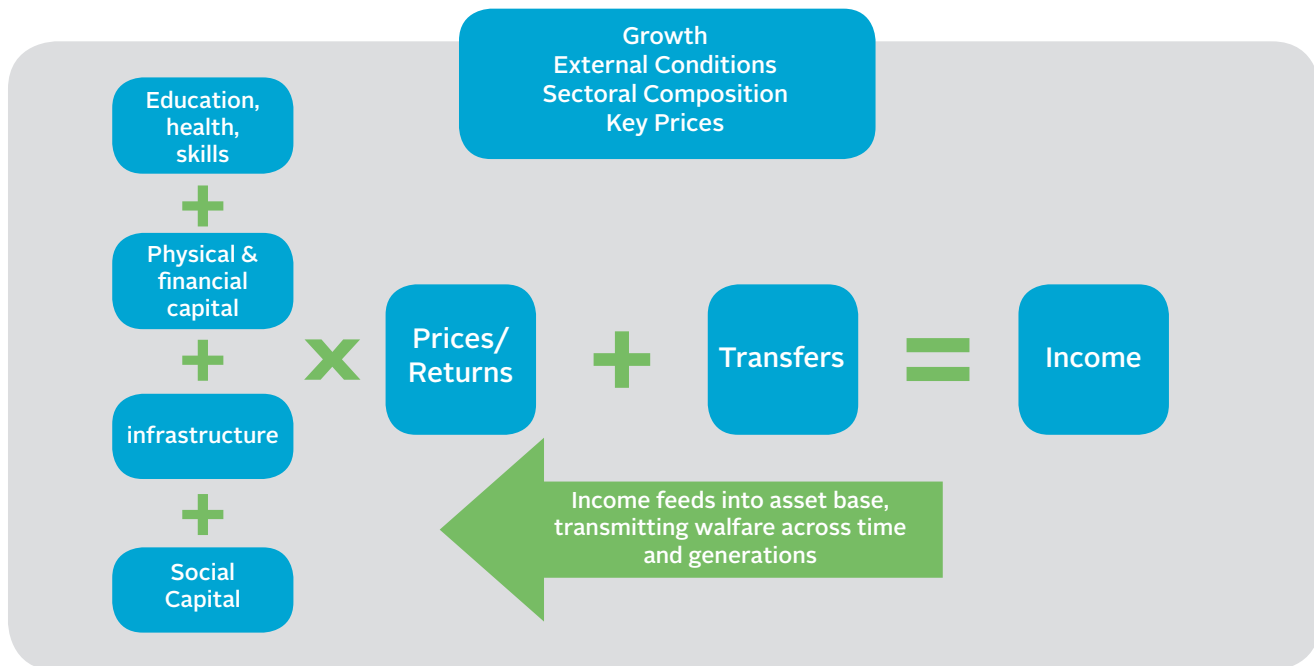 Growth
External Conditions
Sectoral Composition
Key Prices
Education,
health,
skills
+
Physical &
financial
capital
+
infrastructure
+
Social
Capital
x
Prices/
Returns
+
Transfers
=
Income
Income feeds into asset base,
transmitting walfare across time
and generations